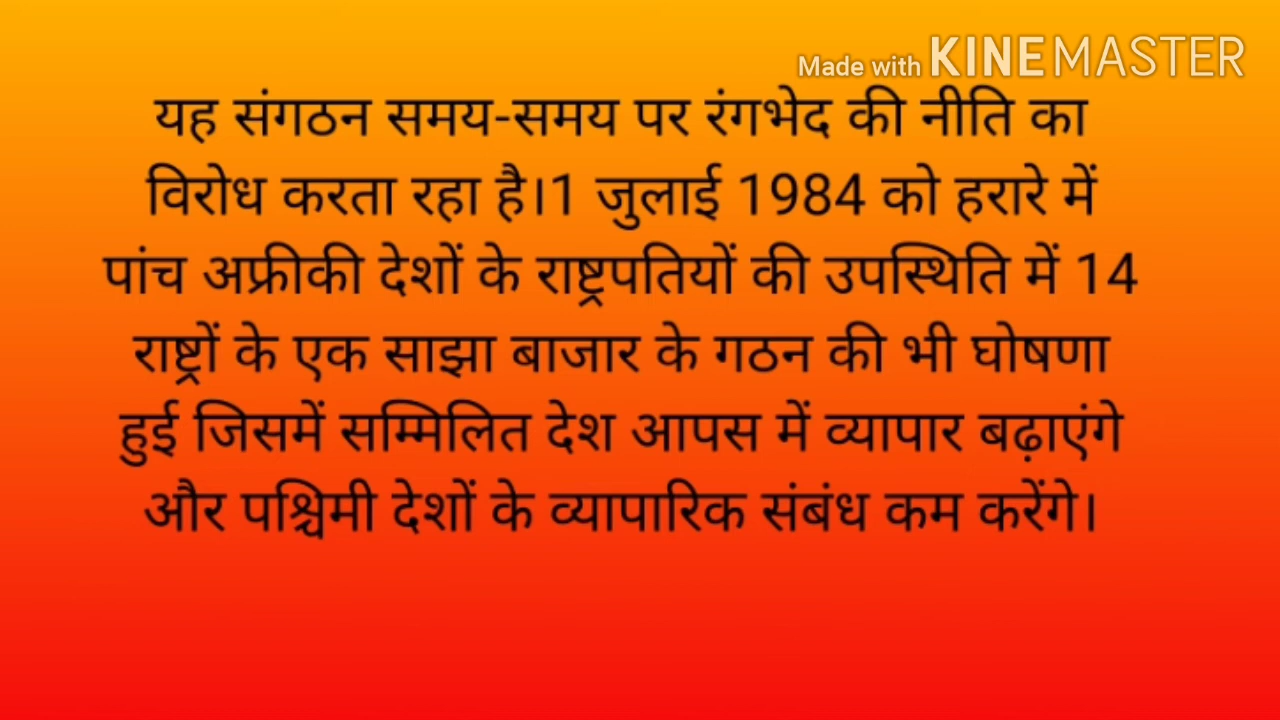 Made with KINEMASTER
यह संगठन समय-समय पर रंगभेद की नीति का
विरोध करता रहा है।1 जुलाई 1984 को हरारे में
पांच अफ्रीकी देशों के राष्ट्रपतियों की उपस्थिति में 14
राष्ट्रों के एक साझा बाजार के गठन की भी घोषणा
हुई जिसमें सम्मिलित देश आपस में व्यापार बढ़ाएंगे
और पश्चिमी देशों के व्यापारिक संबंध कम करेंगे।